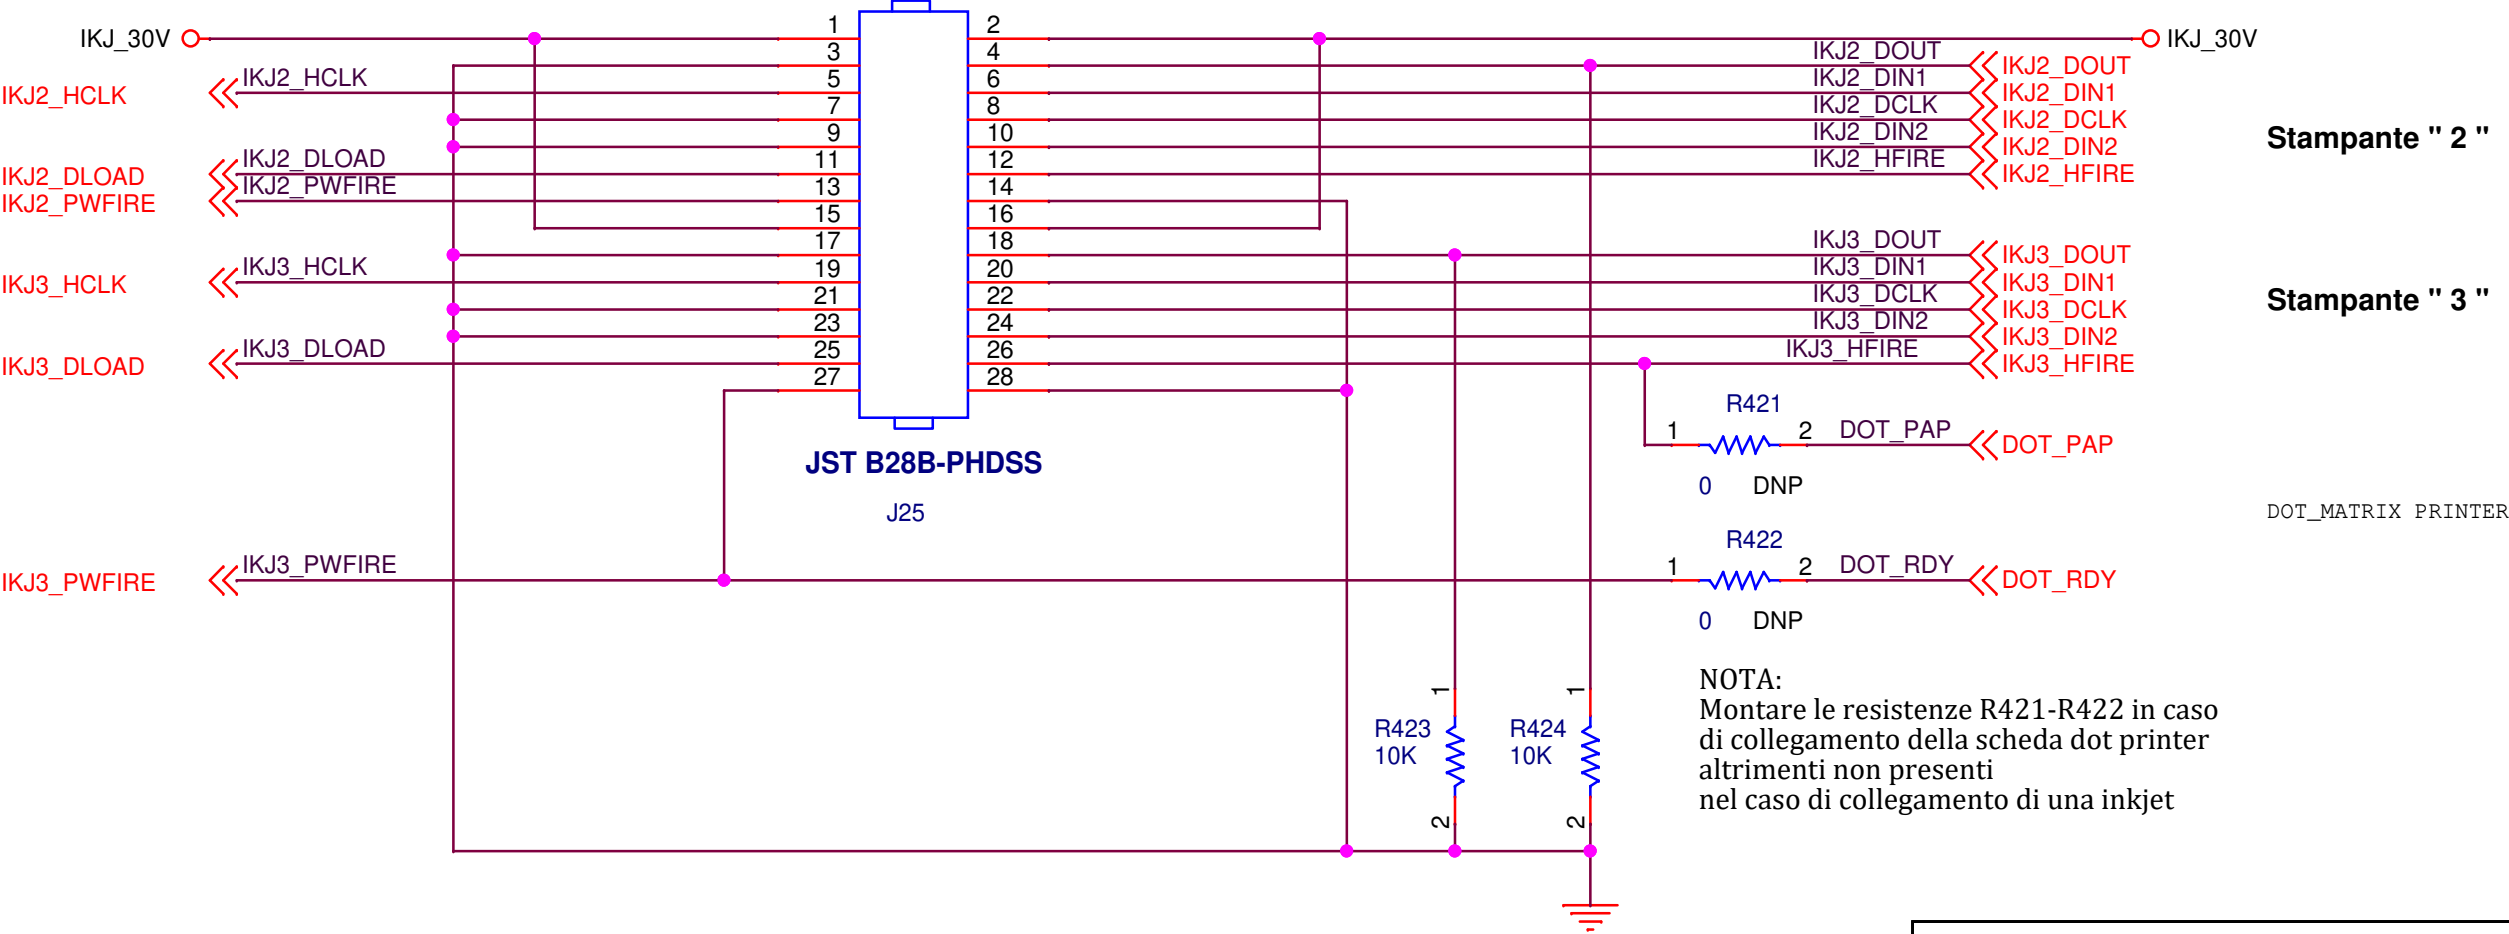 1 2
IKJ_30V IKJ_30V
3 4 IKJ2_DOUT IKJ2_DOUT
IKJ2_HCLK IKJ2_HCLK 5 6 IKJ2_DIN1 IKJ2_DIN1
7 8 IKJ2_DCLK IKJ2_DCLK
9 10 IKJ2_DIN2 IKJ2_DIN2
Stampante " 2 "
IKJ2_DLOAD IKJ2_DLOAD 11 12 IKJ2_HFIRE IKJ2_HFIRE
IKJ2_PWFIRE IKJ2_PWFIRE 13 14
15 16
17 18 IKJ3_DOUT IKJ3_DOUT
IKJ3_HCLK IKJ3_HCLK 19 20 IKJ3_DIN1 IKJ3_DIN1
21 22 IKJ3_DCLK IKJ3_DCLK
Stampante " 3 "
23 24 IKJ3_DIN2 IKJ3_DIN2
IKJ3_DLOAD IKJ3_DLOAD 25 26 IKJ3_HFIRE IKJ3_HFIRE
27 28
JST B28B-PHDSS
J25
R421
1 2 DOT_PAP DOT_PAP
0 DNP
DOT_MATRIX PRINTER
R422
IKJ3_PWFIRE IKJ3_PWFIRE 1 2 DOT_RDY DOT_RDY
0 DNP
1 1
R423 R424
10K 10K
2 2
NOTA:
Montare le resistenze R421-R422 in caso
di collegamento della scheda dot printer
altrimenti non presenti
nel caso di collegamento di una inkjet